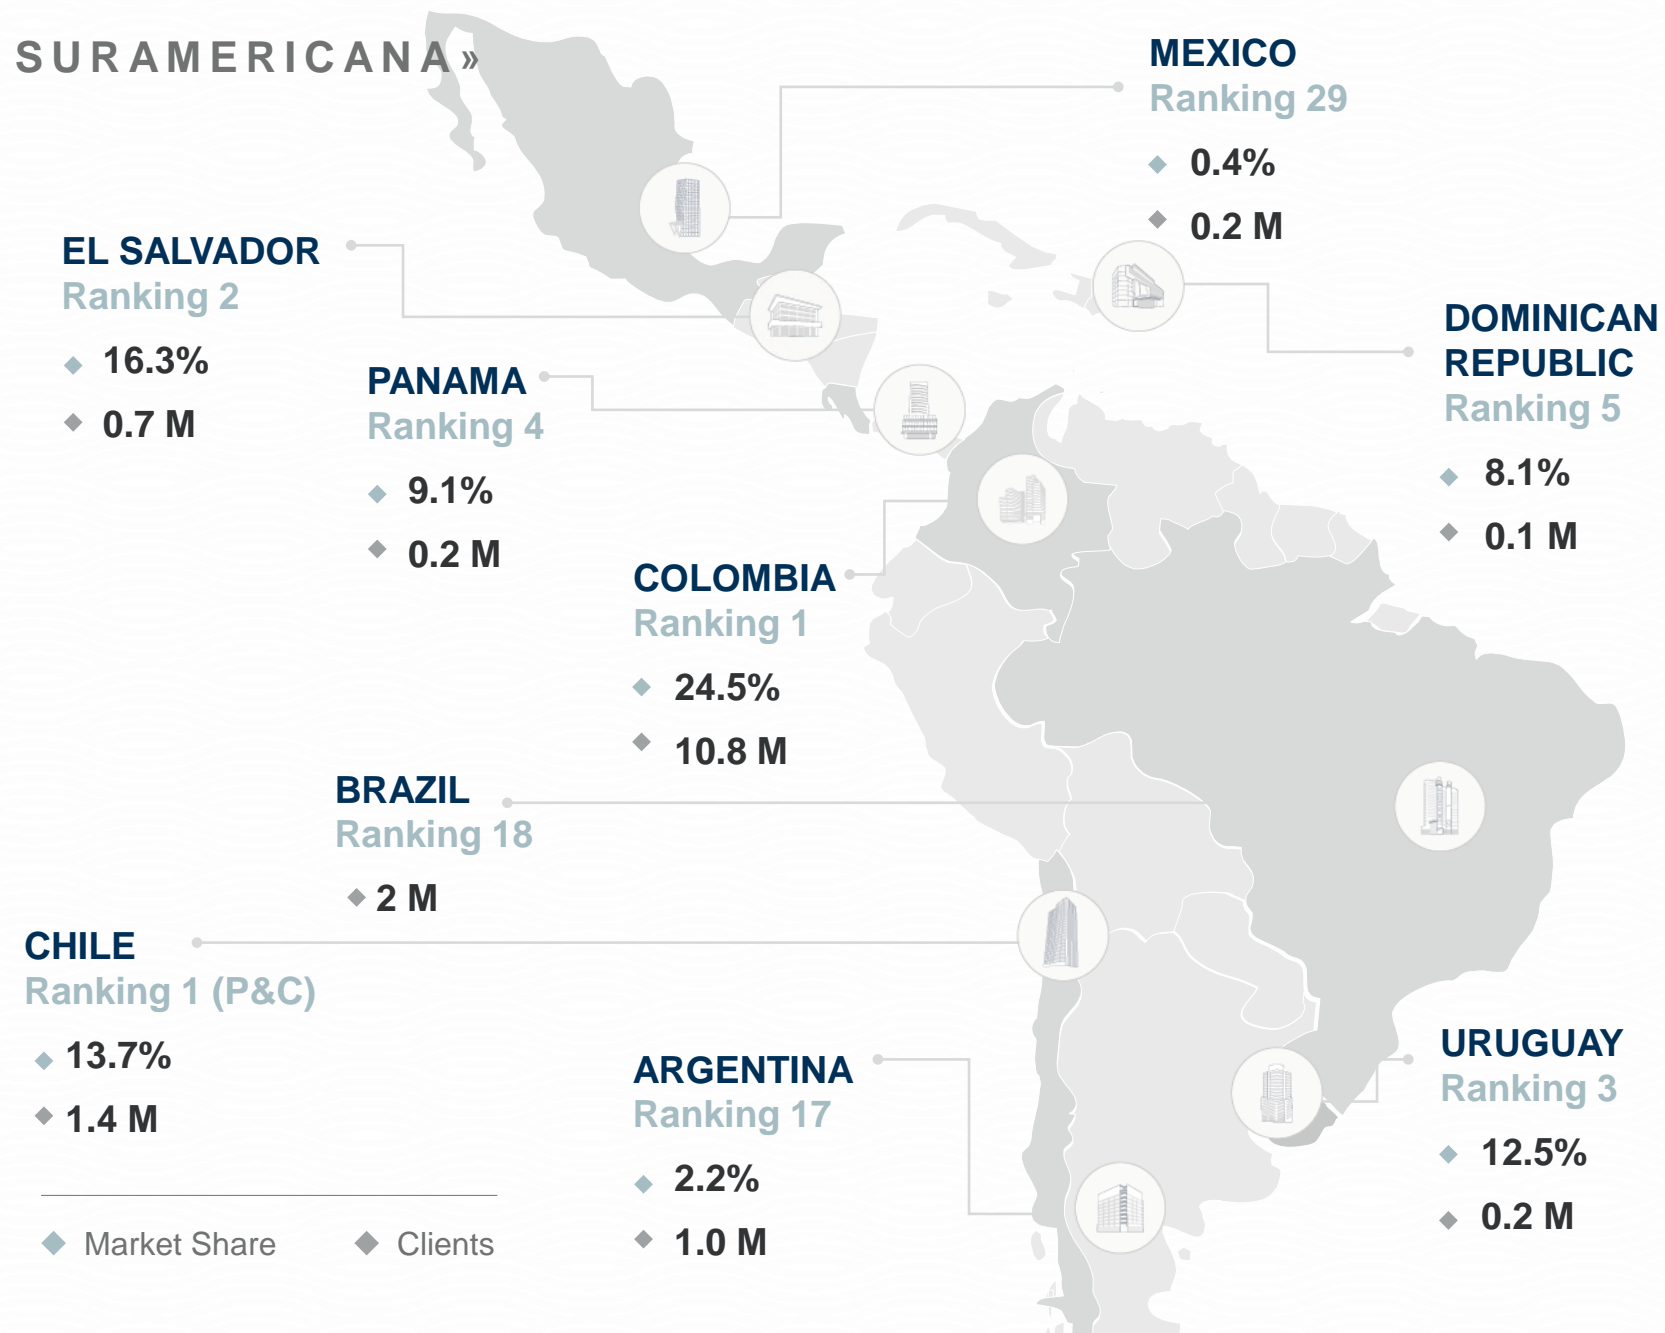 SURAMERICANA»
MEXICO
Ranking 29
0.4%
0.2 M
EL SALVADOR
Ranking 2
16.3%
0.7 M
DOMINICAN
REPUBLIC
Ranking 5
8.1%
0.1 M
PANAMA
Ranking 4
9.1%
0.2 M
COLOMBIA
Ranking 1
24.5%
10.8 M
BRAZIL
Ranking 18
2 M
CHILE
Ranking 1 (P&C)
13.7%
1.4 M
ARGENTINA
Ranking 17
2.2%
1.0 M
URUGUAY
Ranking 3
12.5%
0.2 M
Market Share
Clients